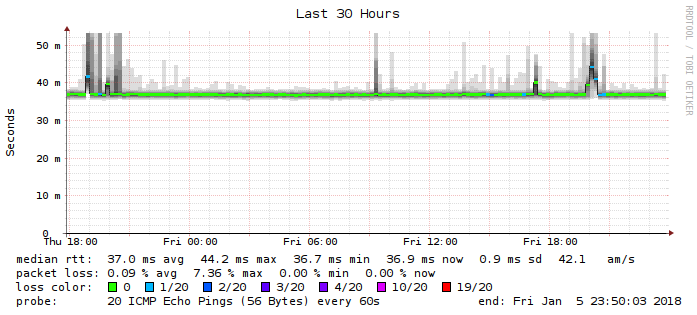 Last 30 Hours
RRDTOOL / TOBI OETIKER
Seconds
50 m
40 m
30 m
20 m
10 m
0
Thu 18:00 Fri 00:00 Fri 06:00 Fri 12:00 Fri 18:00
median rtt: 37.0 ms avg 44.2 ms max 36.7 ms min 36.9 ms now 0.9 ms sd 42.1 am/s
packet loss: 0.09 % avg 7.36 % max 0.00 % min 0.00 % now
loss color: 0 1/20 2/20 3/20 4/20 10/20 19/20
probe: 20 ICMP Echo Pings (56 Bytes) every 60s end: Fri Jan 5 23:50:03 2018